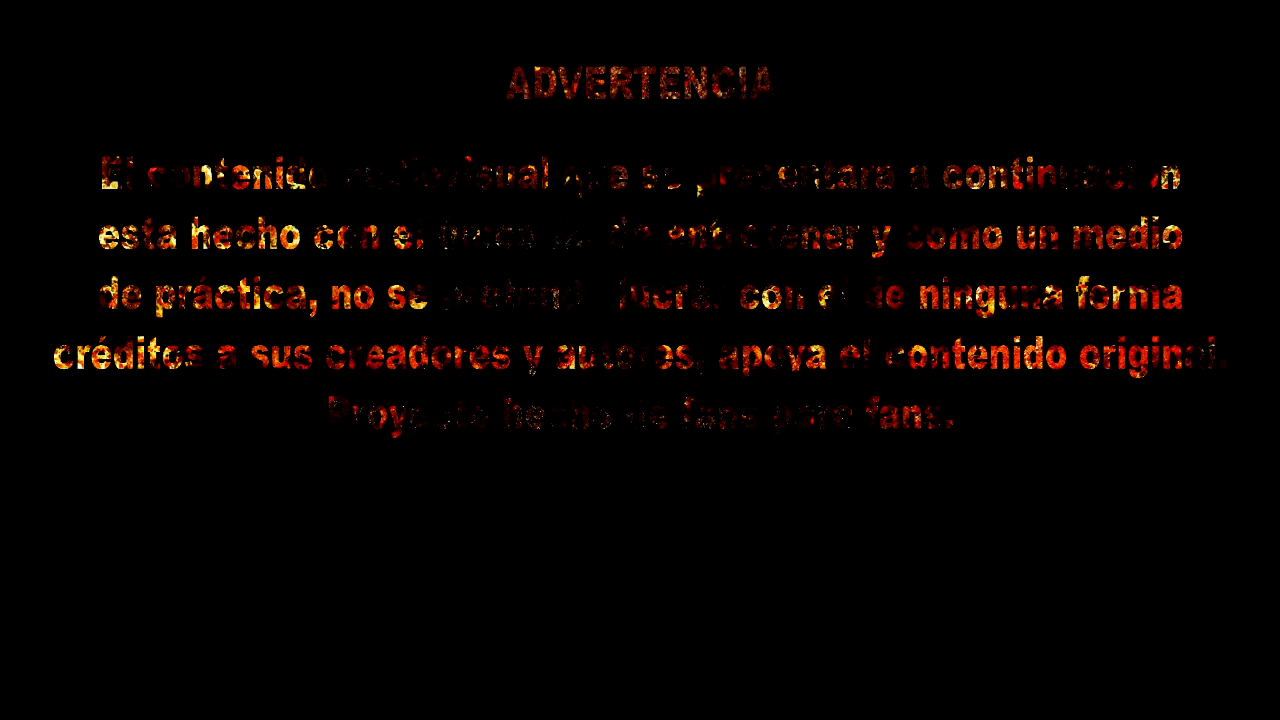 ADVERTENCIA
El contenido audiovisual que se presentara a continuación
esta hecho con el único fin de entretener y como un medio
de práctica, no se pretende lucrar con el de ninguna forma
créditos a sus creadores y autores, apoya el contenido original.
Proyecto hecho de fans para fans.